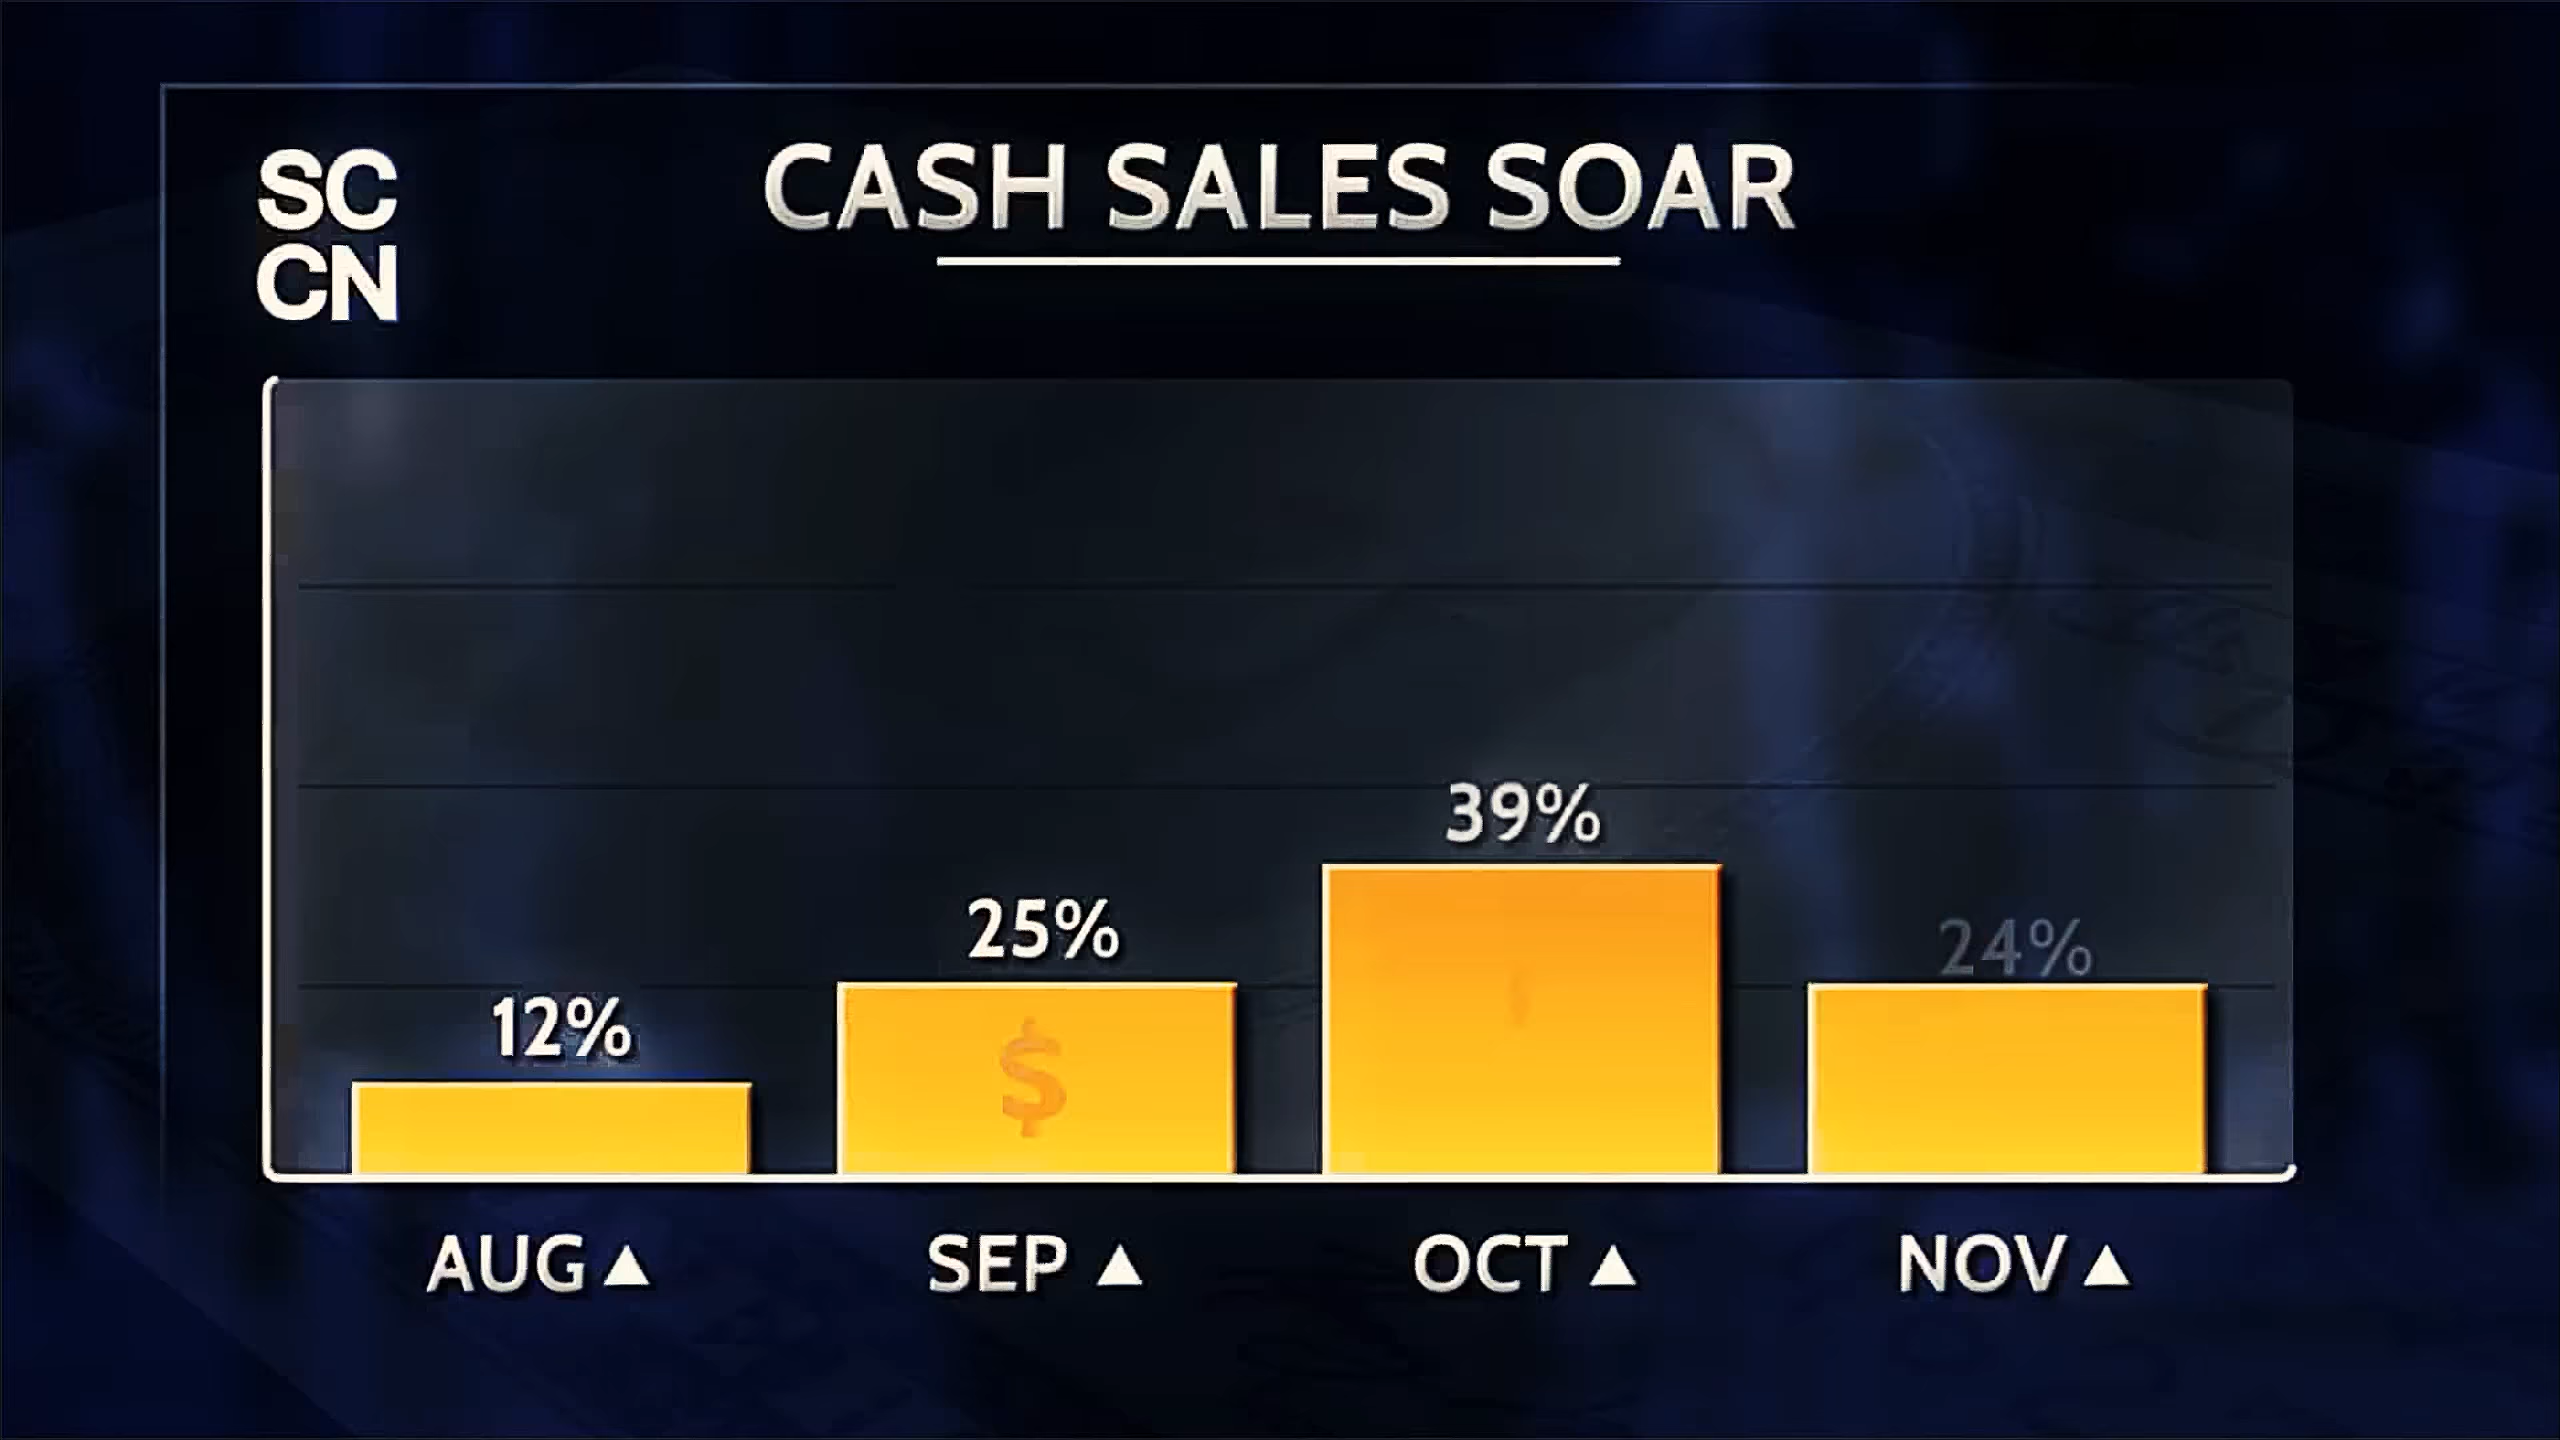 SC
CN
CASH SALES SOAR
39%
25%
24%
12%
$
AUG ▲ SEP ▲ OCT ▲ NOV ▲